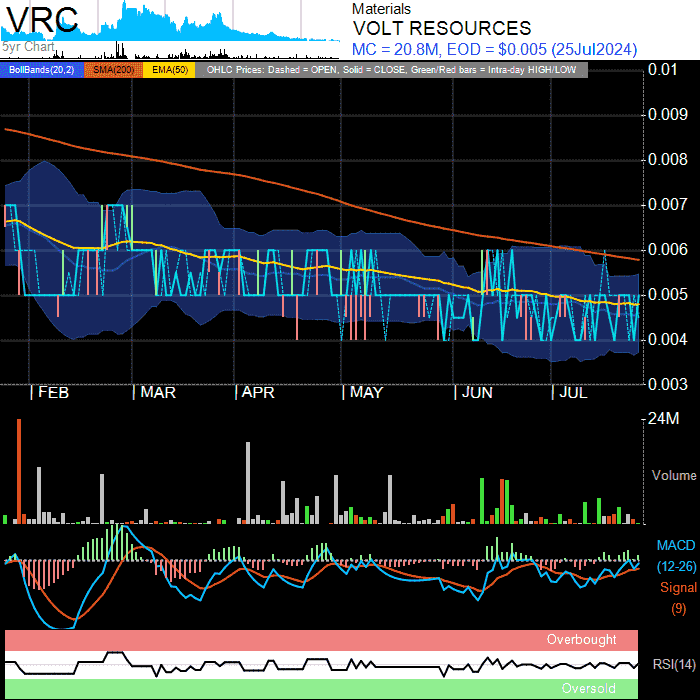 VRC
5yr Chart
Materials
VOLT RESOURCES
MC = 20.8M, EOD = $0.005 (25Jul2024)
BollBands(20,2) SMA(200) EMA(50) OHLC Prices: Dashed = OPEN, Solid = CLOSE, Green/Red bars = Intra-day HIGH/LOW
0.01
0.009
0.008
0.007
0.006
0.005
0.004
0.003
| FEB | MAR | APR | MAY | JUN | JUL
24M
Volume
MACD
(12-26)
Signal
(9)
Overbought
RSI(14)
Oversold